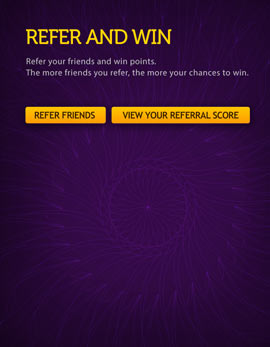 REFER AND WIN
Refer your friends and win points.
The more friends you refer, the more your chances to win.
REFER FRIENDS
VIEW YOUR REFERRAL SCORE